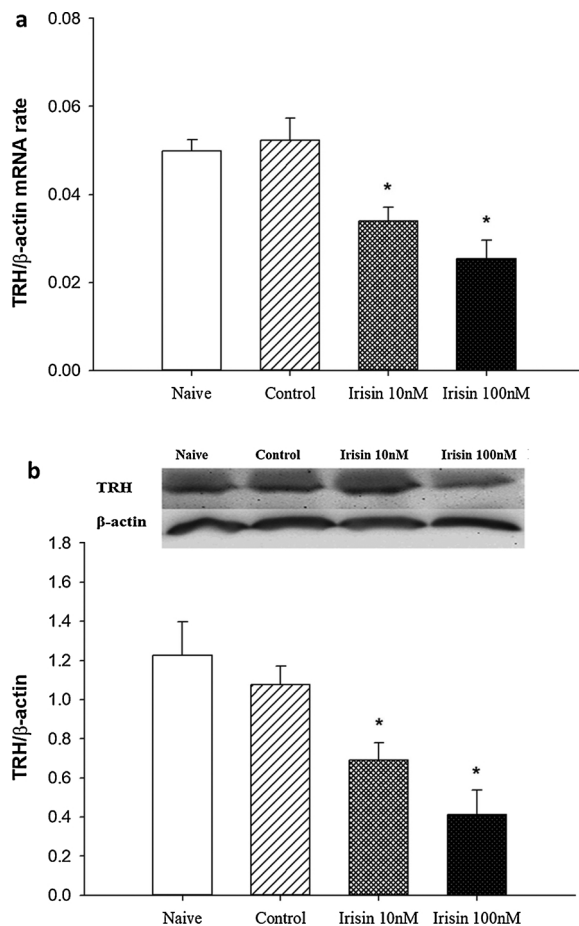 a
0.08
0.06
0.04
0.02
0.00
TRH/β-actin mRNA rate
* *
Naive Control Irisin 10nM Irisin 100nM
b
Naive Control Irisin 10nM Irisin 100nM
TRH
β-actin
1.8
1.6
1.4
1.2
1.0
0.8
0.6
0.4
0.2
0.0
TRH/β-actin
* *
Naive Control Irisin 10nM Irisin 100nM